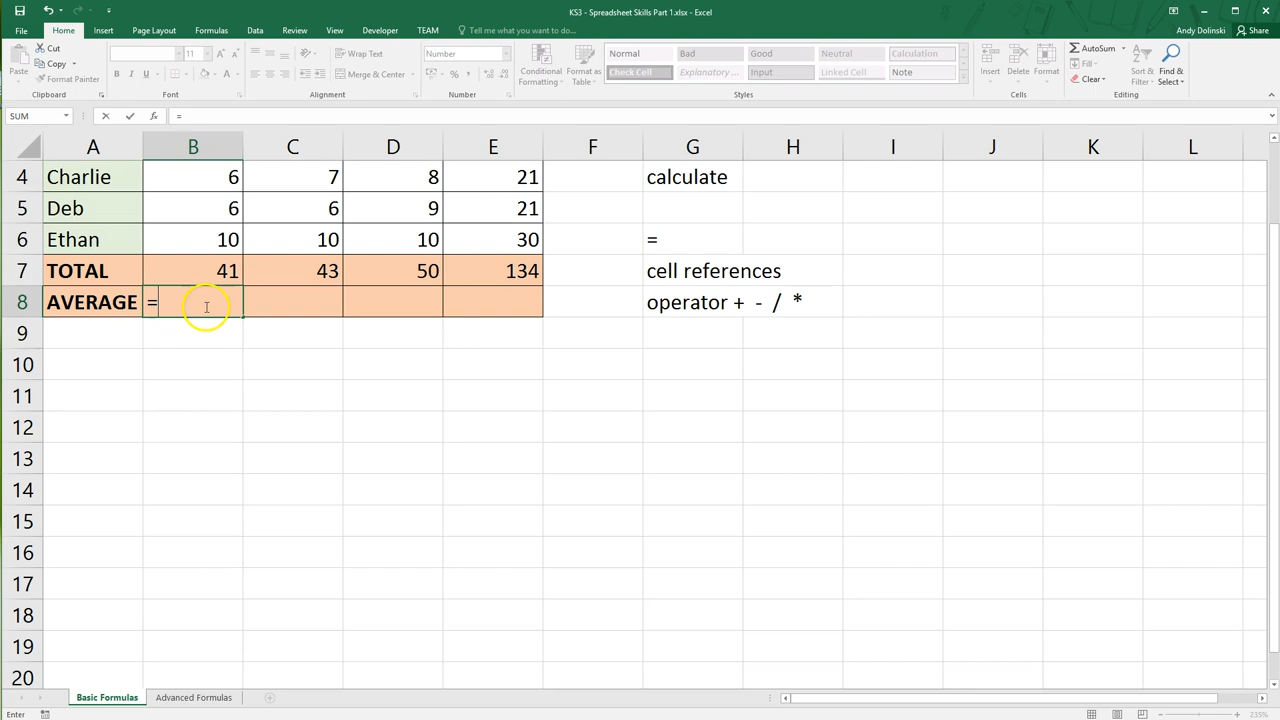 KS3 - Spreadsheet Skills Part 1.xlsx - Excel
File Home Insert Page Layout Formulas Data Review View Developer TEAM Tell me what you want to do... Andy Dolinski Share
Paste Cut Copy Format Painter
Clipboard
11 A A B I U A
Font
Wrap Text
Merge & Center
Alignment
Number
% ,
Number
Conditional Formatting Format as Table
Normal Bad Good Neutral Calculation
Check Cell Explanatory ... Input Linked Cell Note
Styles
Insert Delete Format
Cells
AutoSum
Fill
Clear
Sort & Filter Find & Select
Editing
SUM fx =
A B C D E F G H I J K L
4 Charlie 6 7 8 21 calculate
5 Deb 6 6 9 21
6 Ethan 10 10 10 30 =
7 TOTAL 41 43 50 134 cell references
8 AVERAGE = operator + - / *
9
10
11
12
13
14
15
16
17
18
19
20
Basic Formulas Advanced Formulas
Enter 235%